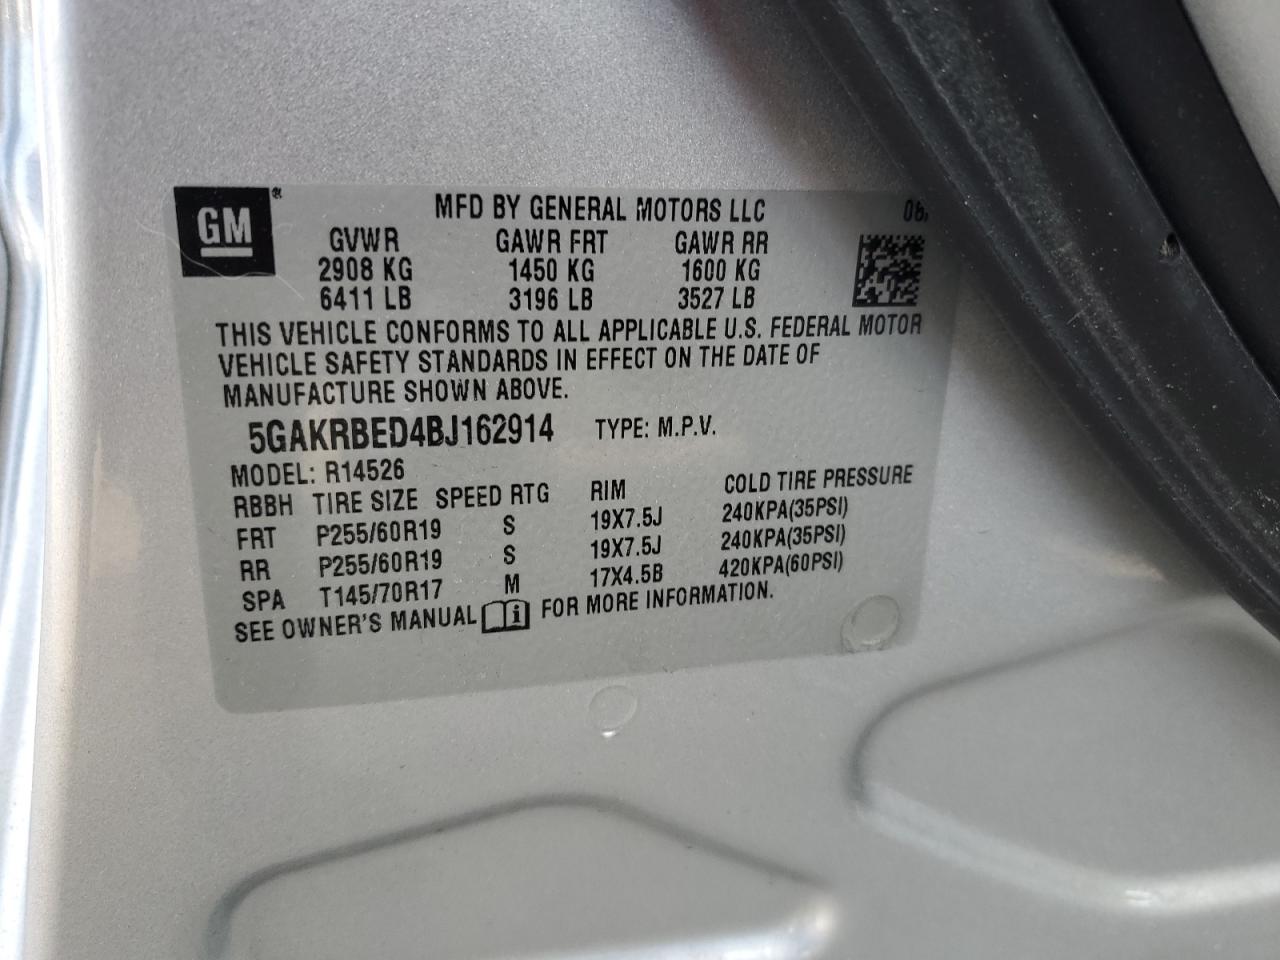 GM ® MFD BY GENERAL MOTORS LLC
GVWR GAWR FRT GAWR RR
2908 KG 1450 KG 1600 KG
6411 LB 3196 LB 3527 LB
THIS VEHICLE CONFORMS TO ALL APPLICABLE U.S. FEDERAL MOTOR
VEHICLE SAFETY STANDARDS IN EFFECT ON THE DATE OF
MANUFACTURE SHOWN ABOVE.
5GAKRBED4BJ162914 TYPE: M.P.V.
MODEL: R14526
RBBH TIRE SIZE SPEED RTG RIM COLD TIRE PRESSURE
FRT P255/60R19 S 19X7.5J 240KPA(35PSI)
RR P255/60R19 S 19X7.5J 240KPA(35PSI)
SPA T145/70R17 M 17X4.5B 420KPA(60PSI)
SEE OWNER'S MANUAL i FOR MORE INFORMATION.